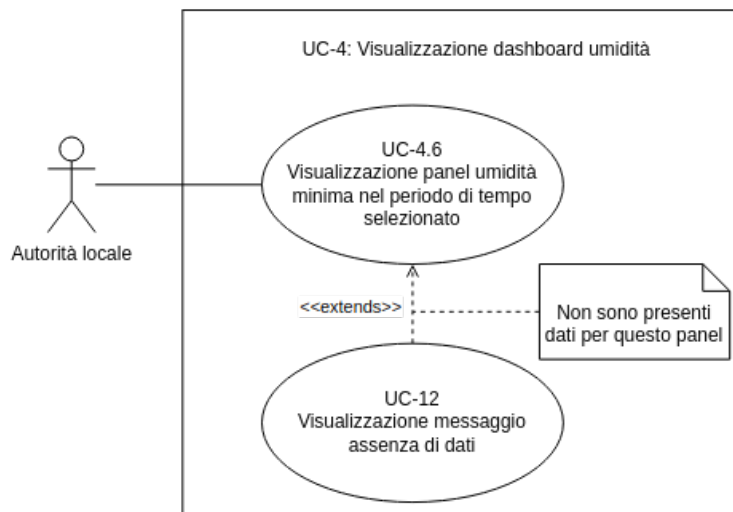 UC-4: Visualizzazione dashboard umidità
UC-4.6
Visualizzazione panel umidità
minima nel periodo di tempo
selezionato
Autorità locale
<<extends>>
Non sono presenti
dati per questo panel
UC-12
Visualizzazione messaggio
assenza di dati